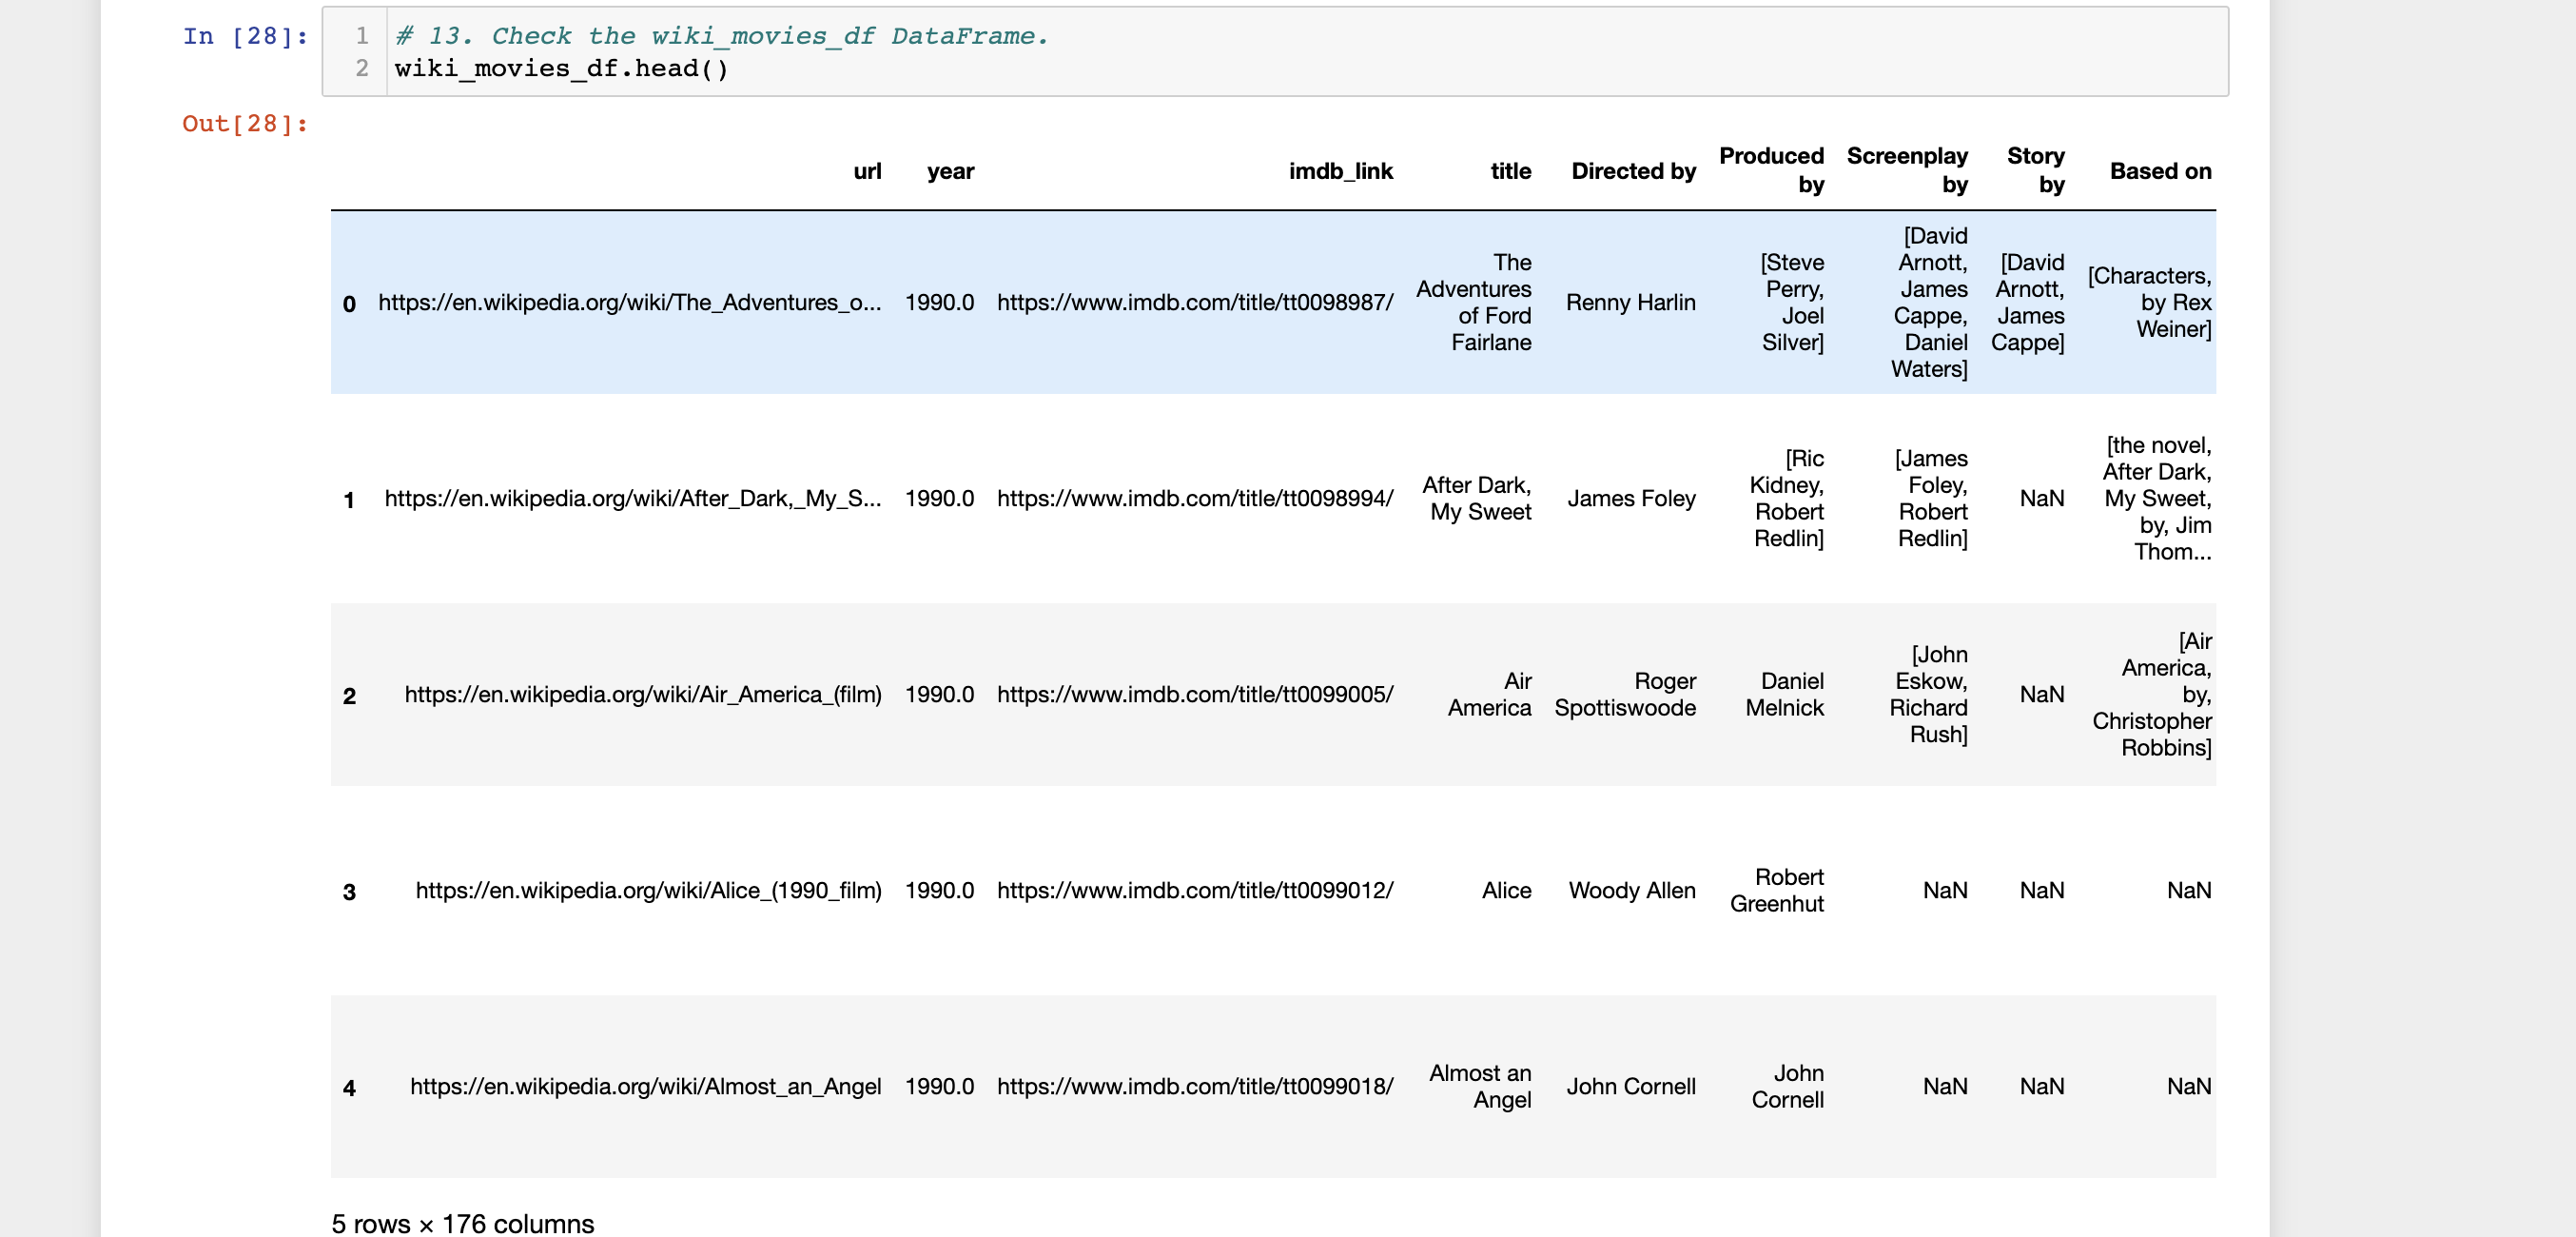 In [28]:
1 # 13. Check the wiki_movies_df DataFrame.
2 wiki_movies_df.head()
Out[28]:
url year imdb_link title Directed by Produced by Screenplay by Story by Based on
0 https://en.wikipedia.org/wiki/The_Adventures_o... 1990.0 https://www.imdb.com/title/tt0098987/ The Adventures of Ford Fairlane Renny Harlin [Steve Perry, Joel Silver] [David Arnott, James Cappe, Daniel Waters] [David Arnott, James Cappe] [Characters, by Rex Weiner]
1 https://en.wikipedia.org/wiki/After_Dark,_My_S... 1990.0 https://www.imdb.com/title/tt0098994/ After Dark, My Sweet James Foley [Ric Kidney, Robert Redlin] [James Foley, Robert Redlin] NaN [the novel, After Dark, My Sweet, by, Jim Thom...
2 https://en.wikipedia.org/wiki/Air_America_(film) 1990.0 https://www.imdb.com/title/tt0099005/ Air America Roger Spottiswoode Daniel Melnick [John Eskow, Richard Rush] NaN [Air America, by, Christopher Robbins]
3 https://en.wikipedia.org/wiki/Alice_(1990_film) 1990.0 https://www.imdb.com/title/tt0099012/ Alice Woody Allen Robert Greenhut NaN NaN NaN
4 https://en.wikipedia.org/wiki/Almost_an_Angel 1990.0 https://www.imdb.com/title/tt0099018/ Almost an Angel John Cornell John Cornell NaN NaN NaN
5 rows × 176 columns